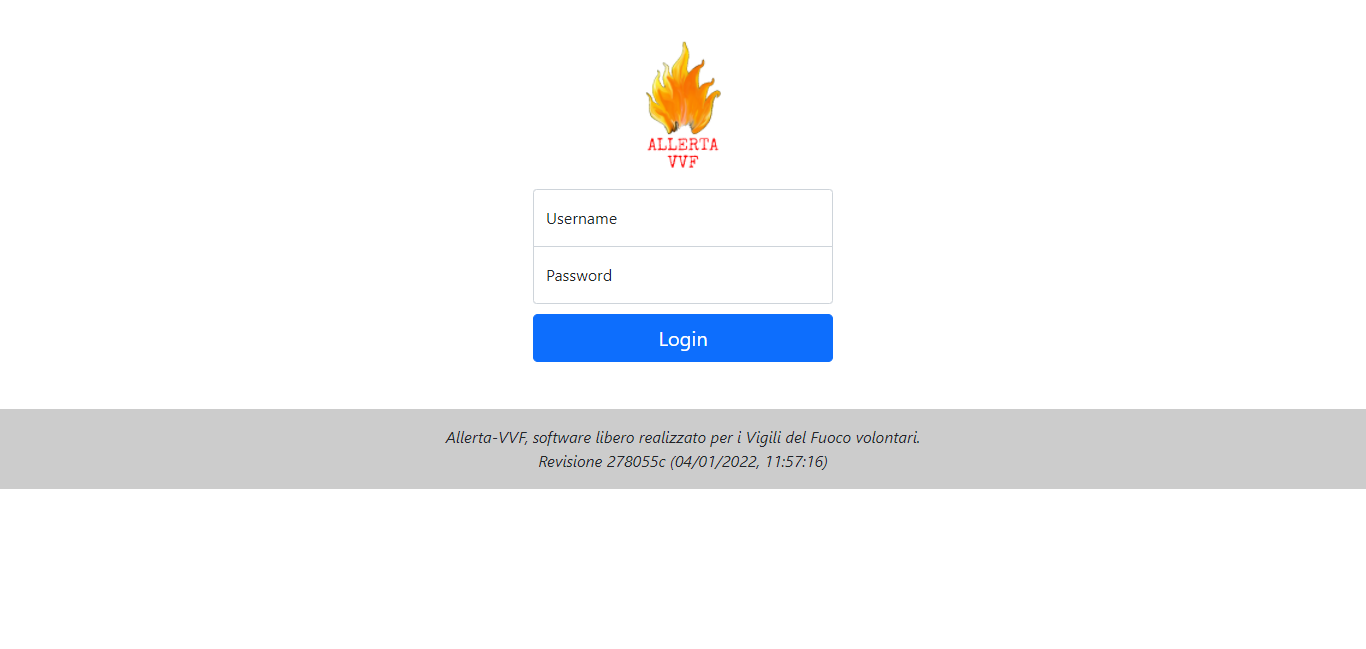 ALLERTA
VVF
Username
Password
Login
Allerta-VVF, software libero realizzato per i Vigili del Fuoco volontari.
Revisione 278055c (04/01/2022, 11:57:16)